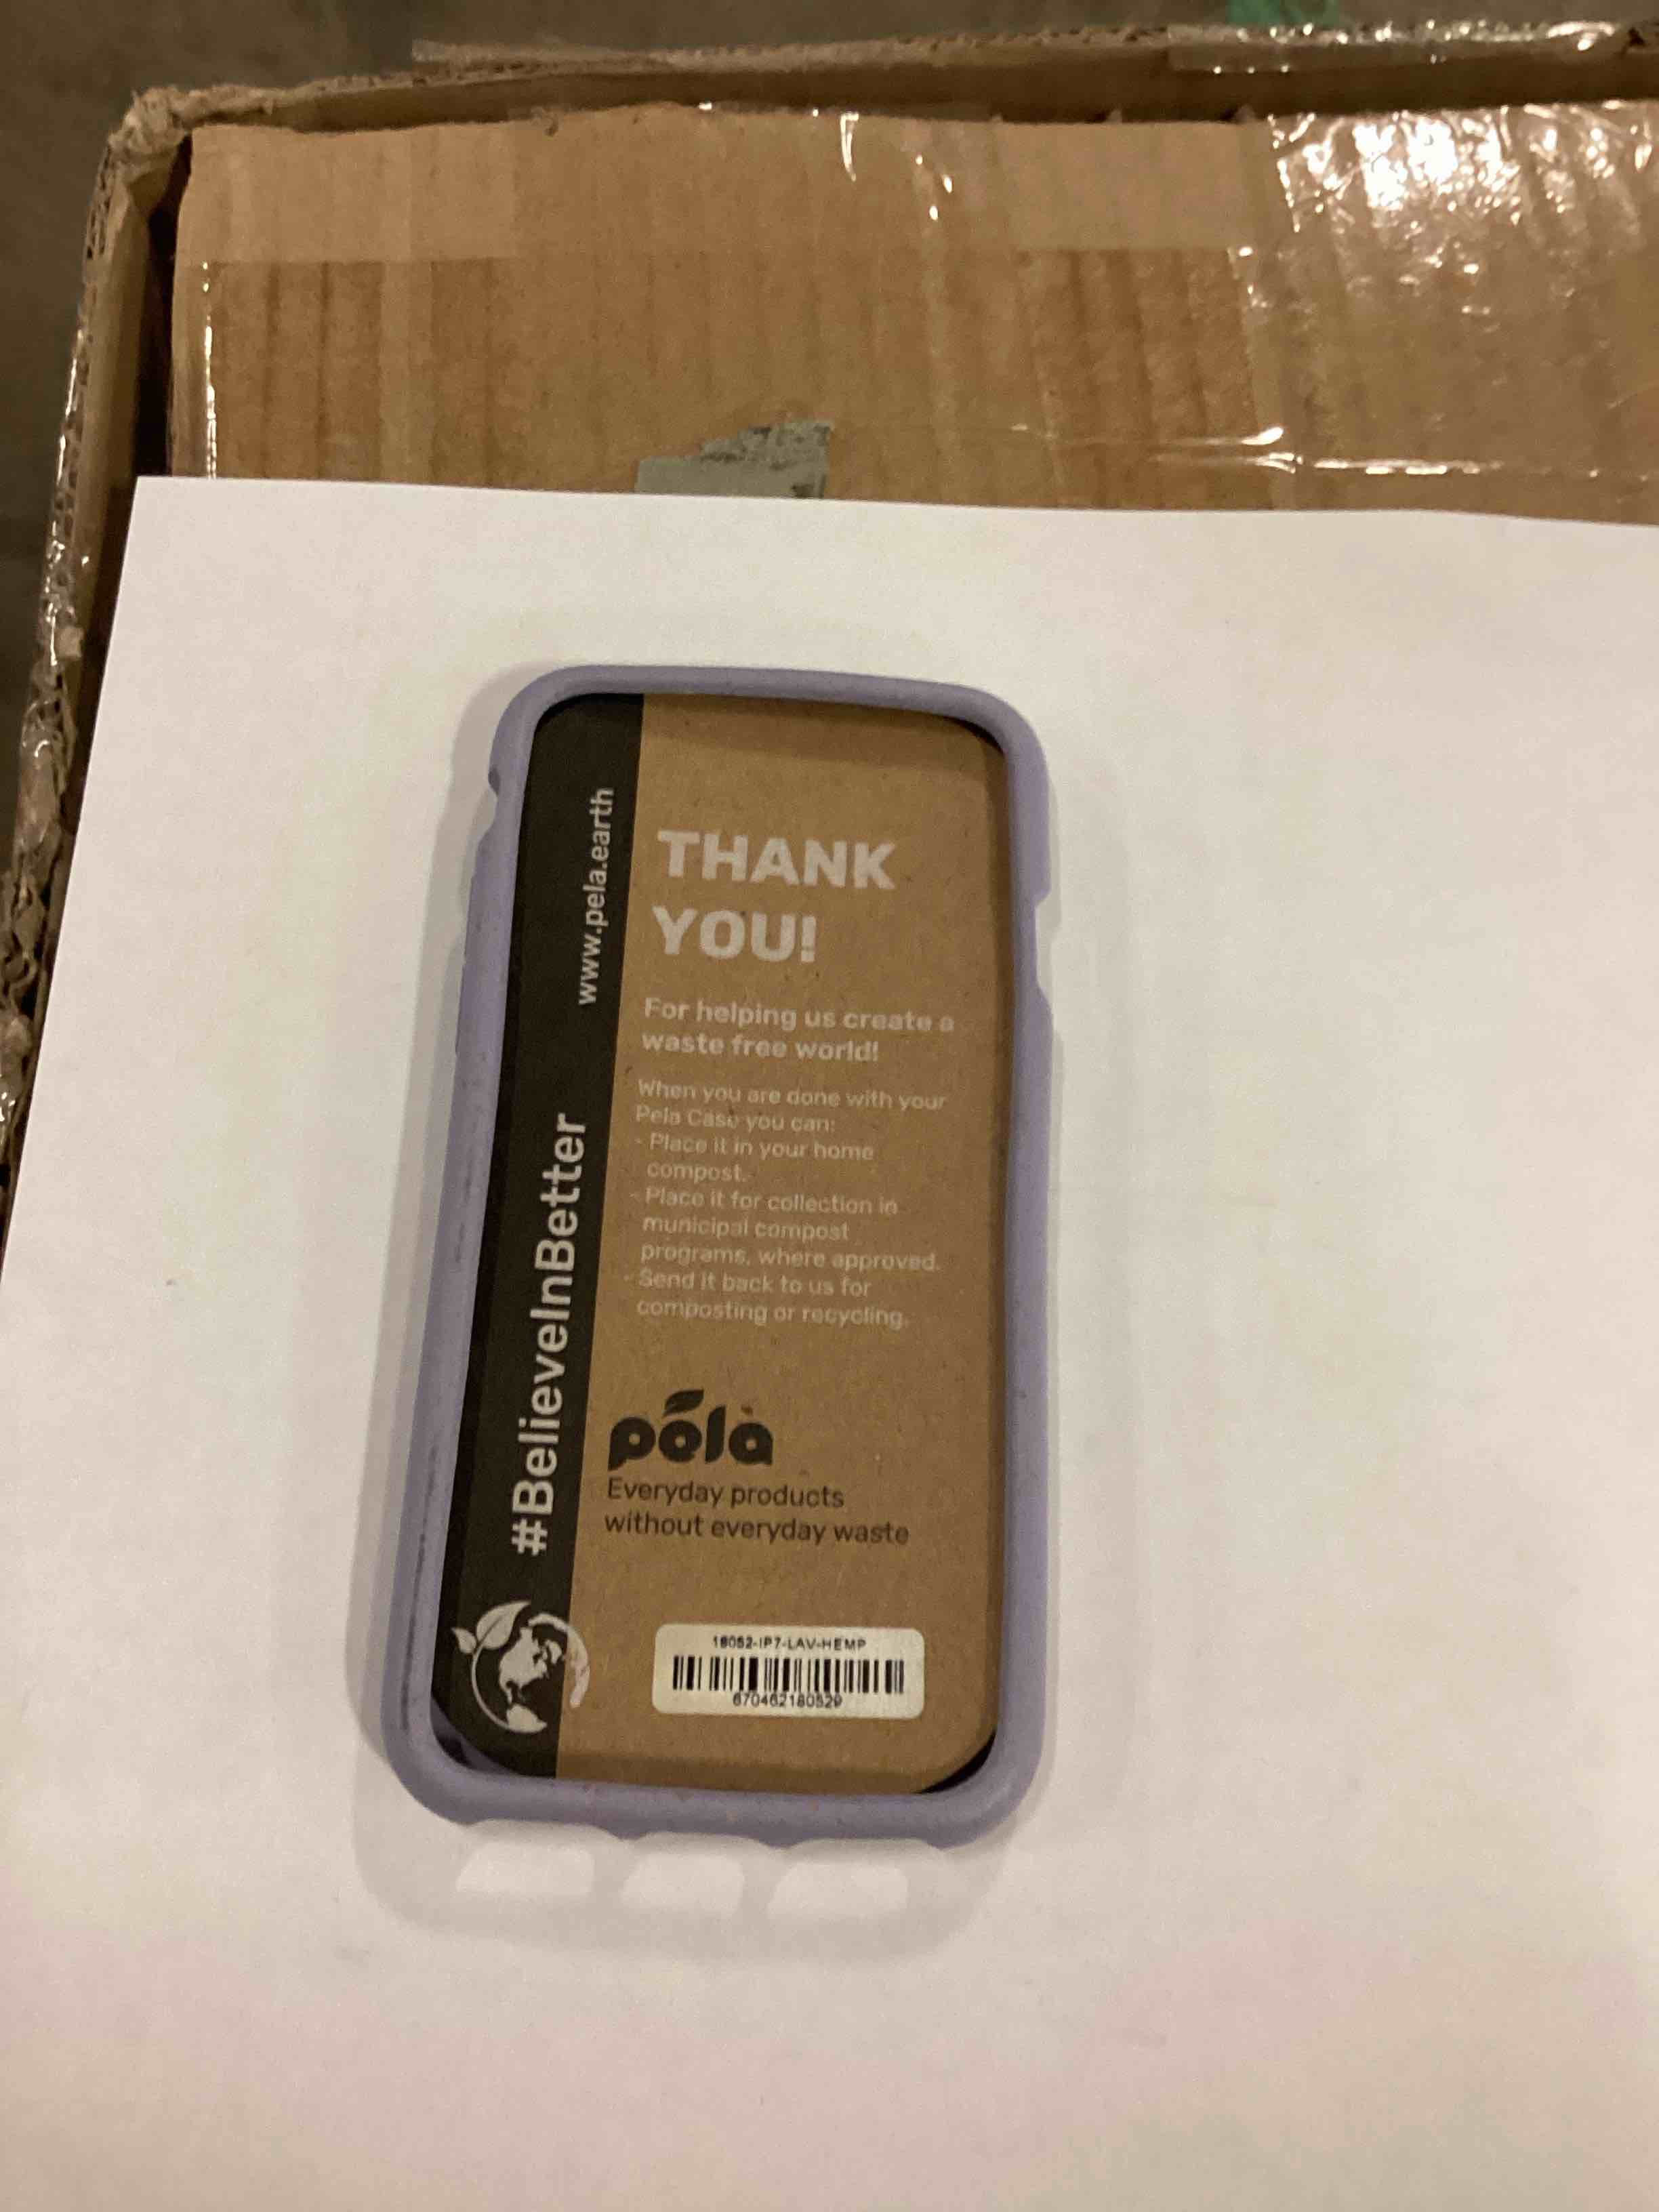 www.pela.earth
#BelieveInBetter
THANK
YOU!
For helping us create a
waste free world!
When you are done with your
Pela Case you can:
- Place it in your home
compost.
- Place it for collection in
municipal compost
programs, where approved.
- Send it back to us for
composting or recycling.
pela
Everyday products
without everyday waste
18052-IP7-LAV-HEMP
670462180529